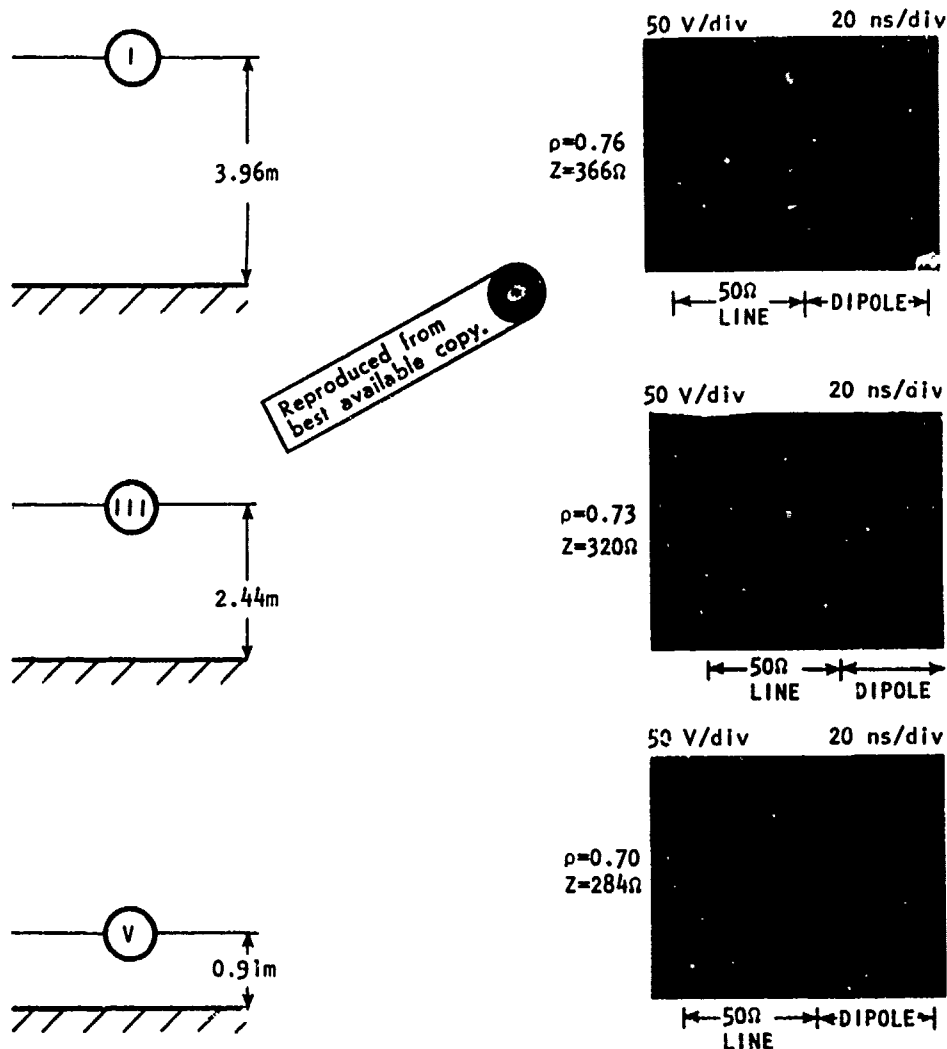 50 V/div 20 ns/div
I
3.96m
ρ=0.76
Z=366Ω
50Ω
LINE
DIPOLE
Reproduced from
best available copy.
50 V/div 20 ns/div
III
2.44m
ρ=0.73
Z=320Ω
50Ω
LINE
DIPOLE
50 V/div 20 ns/div
V
0.91m
ρ=0.70
Z=284Ω
50Ω
LINE
DIPOLE